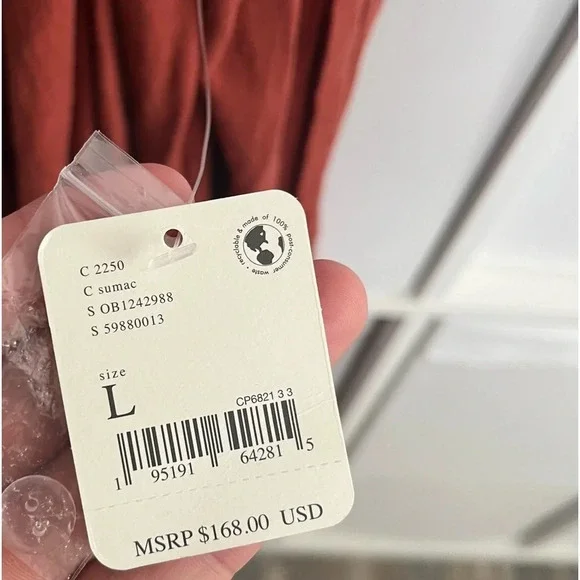 recyclable & made of 100% post-consumer waste •
C 2250
C sumac
S OB1242988
S 59880013
size
L
CP6821 3 3
1 95191 64281 5
MSRP $168.00 USD